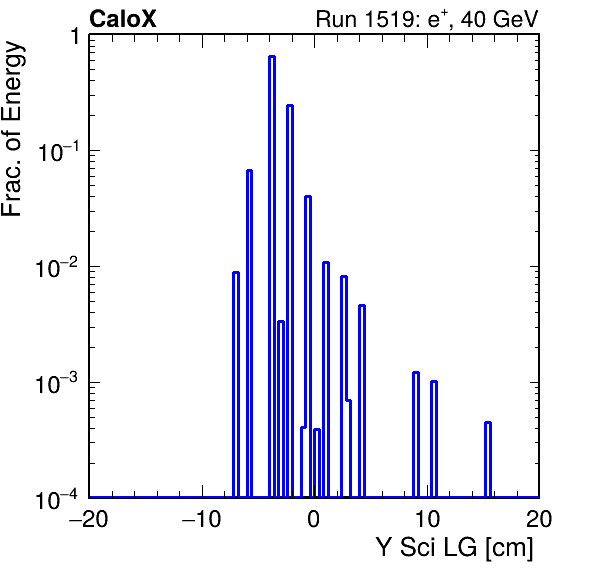 CaloX Run 1519: e⁺, 40 GeV
Frac. of Energy
1
10⁻¹
10⁻²
10⁻³
10⁻⁴
−20 −10 0 10 20
Y Sci LG [cm]